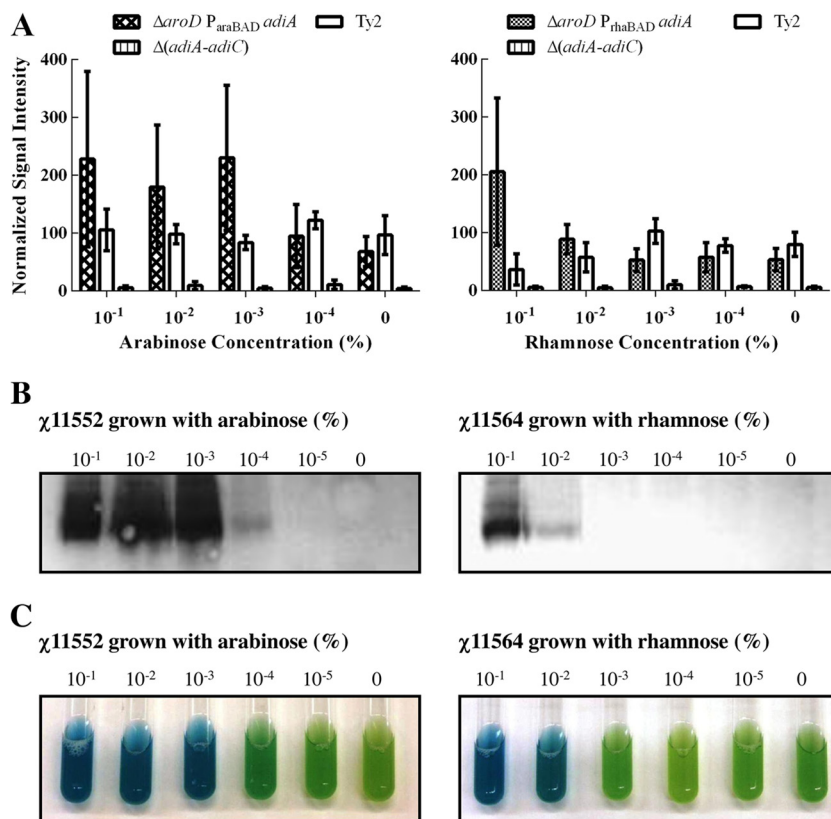 A
ΔaroD ParaBAD adiA Ty2
Δ(adiA-adiC)
ΔaroD PrhaBAD adiA Ty2
Δ(adiA-adiC)
Normalized Signal Intensity
400
300
200
100
0
10-1 10-2 10-3 10-4 0
Arabinose Concentration (%)
400
300
200
100
0
10-1 10-2 10-3 10-4 0
Rhamnose Concentration (%)
B
χ11552 grown with arabinose (%)
10-1 10-2 10-3 10-4 10-5 0
χ11564 grown with rhamnose (%)
10-1 10-2 10-3 10-4 10-5 0
C
χ11552 grown with arabinose (%)
10-1 10-2 10-3 10-4 10-5 0
χ11564 grown with rhamnose (%)
10-1 10-2 10-3 10-4 10-5 0